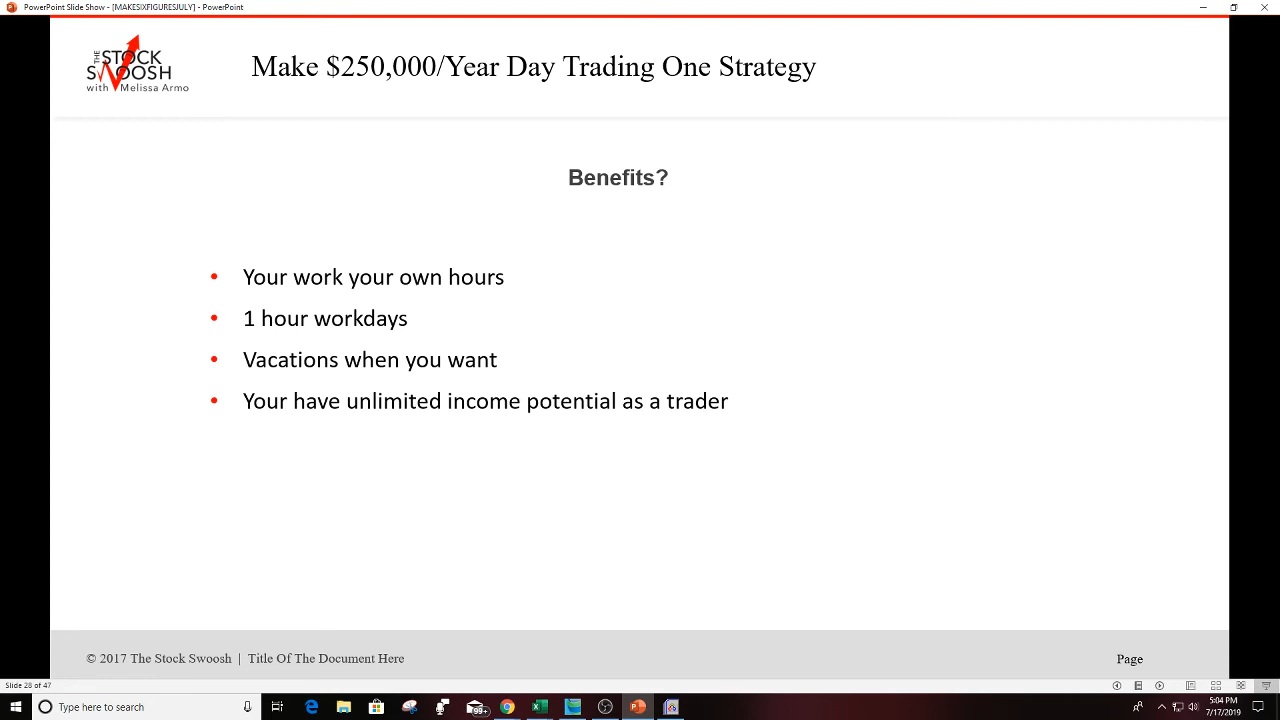 PowerPoint Slide Show - [MAKESIXFIGURESJULY] - PowerPoint
THE STOCK
SWOOSH
with Melissa Armo
Make $250,000/Year Day Trading One Strategy
Benefits?
• Your work your own hours
• 1 hour workdays
• Vacations when you want
• Your have unlimited income potential as a trader
© 2017 The Stock Swoosh | Title Of The Document Here
Page
Slide 28 of 47
Type here to search
99+
5:04 PM
7/17/2019